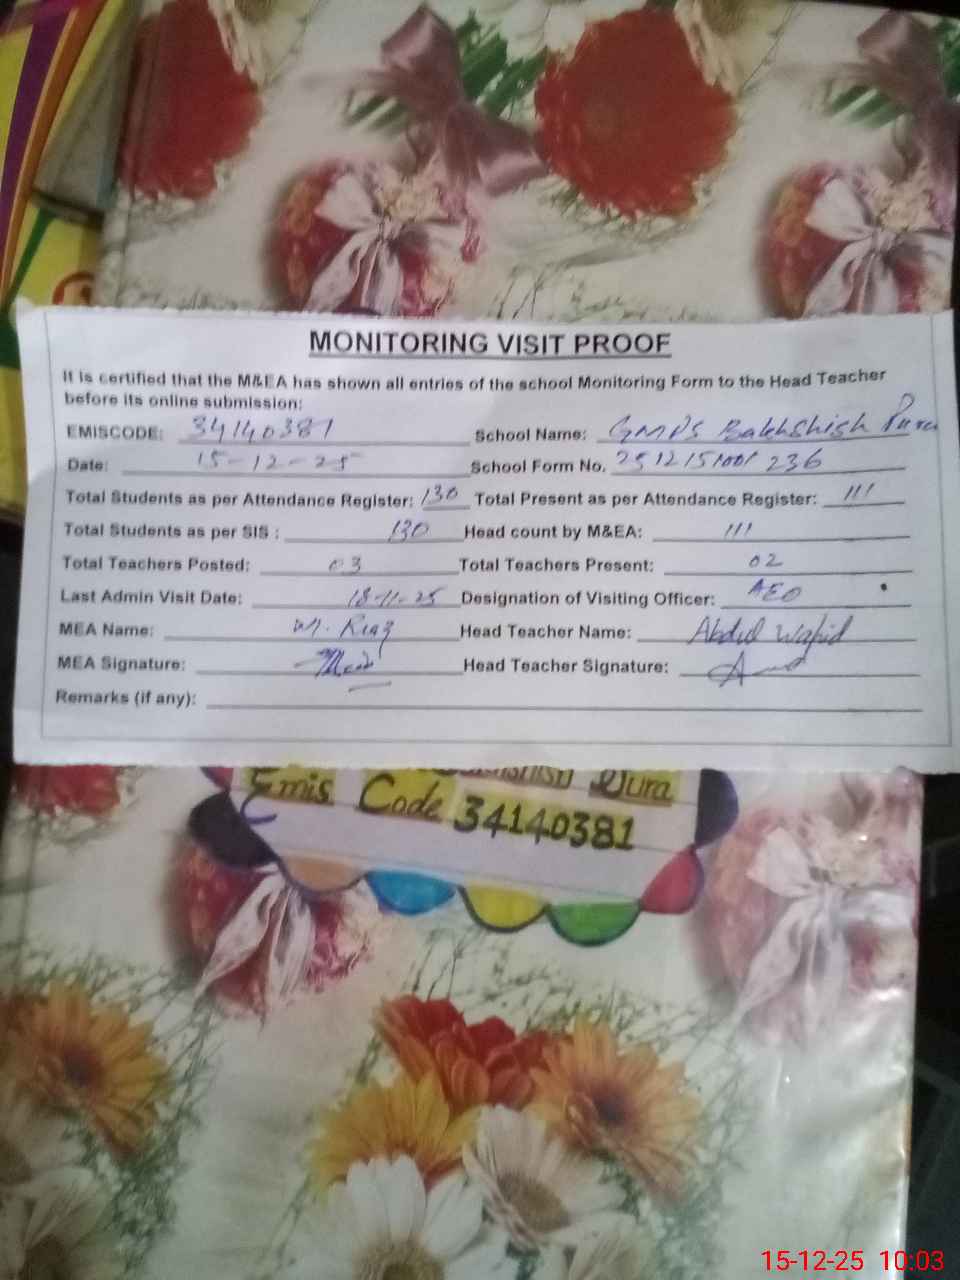 MONITORING VISIT PROOF
It is certified that the M&EA has shown all entries of the school Monitoring Form to the Head Teacher
before its online submission:
EMISCODE: 34140381 School Name: GMPS Bakhshish Pura
Date: 15-12-25 School Form No. 25121510001236
Total Students as per Attendance Register: 130 Total Present as per Attendance Register: 111
Total Students as per SIS : 130 Head count by M&EA: 111
Total Teachers Posted: 03 Total Teachers Present: 02
Last Admin Visit Date: 18-11-25 Designation of Visiting Officer: AEO
MEA Name: M. Riaz Head Teacher Name: Abdul Wahid
MEA Signature: Head Teacher Signature:
Remarks (if any):
Pura
Emis Code 34140381
15-12-25 10:03